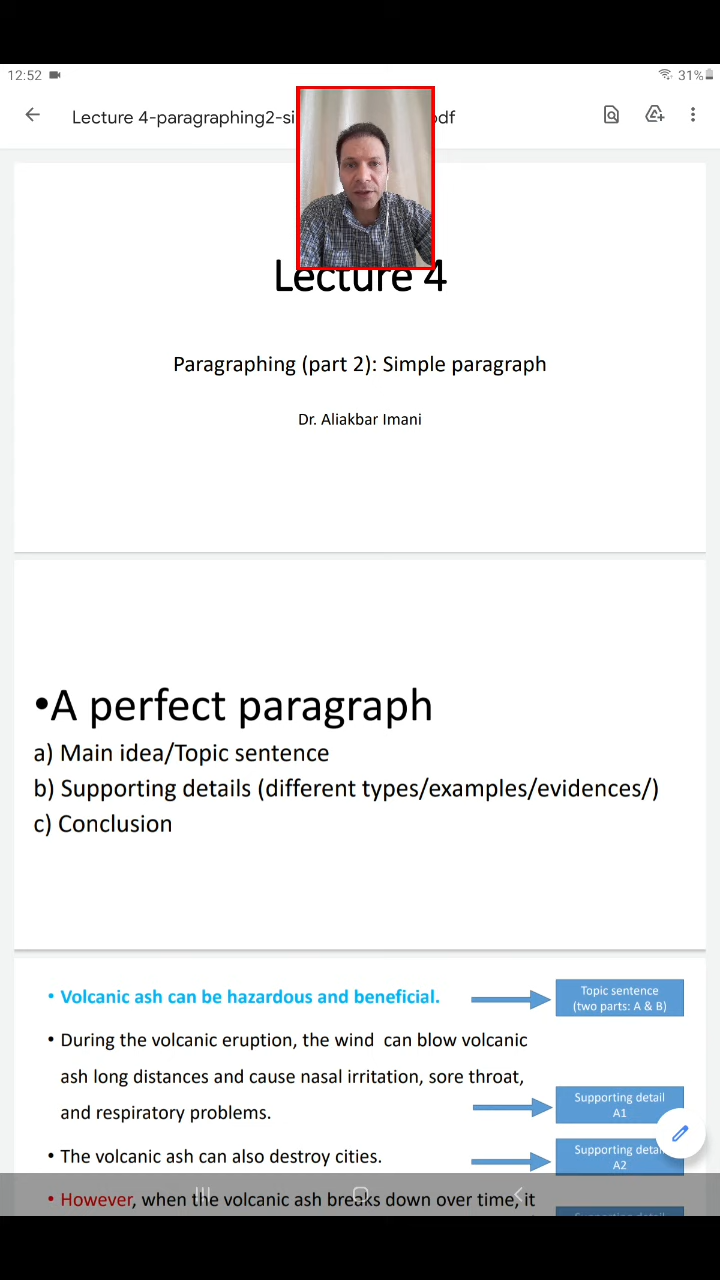 12:52 31%
Lecture 4-paragraphing2-si df
Lecture 4
Paragraphing (part 2): Simple paragraph
Dr. Aliakbar Imani
•A perfect paragraph
a) Main idea/Topic sentence
b) Supporting details (different types/examples/evidences/)
c) Conclusion
• Volcanic ash can be hazardous and beneficial.
Topic sentence
(two parts: A & B)
• During the volcanic eruption, the wind can blow volcanic
ash long distances and cause nasal irritation, sore throat,
and respiratory problems.
Supporting detail
A1
• The volcanic ash can also destroy cities.
Supporting detail
A2
• However, when the volcanic ash breaks down over time, it